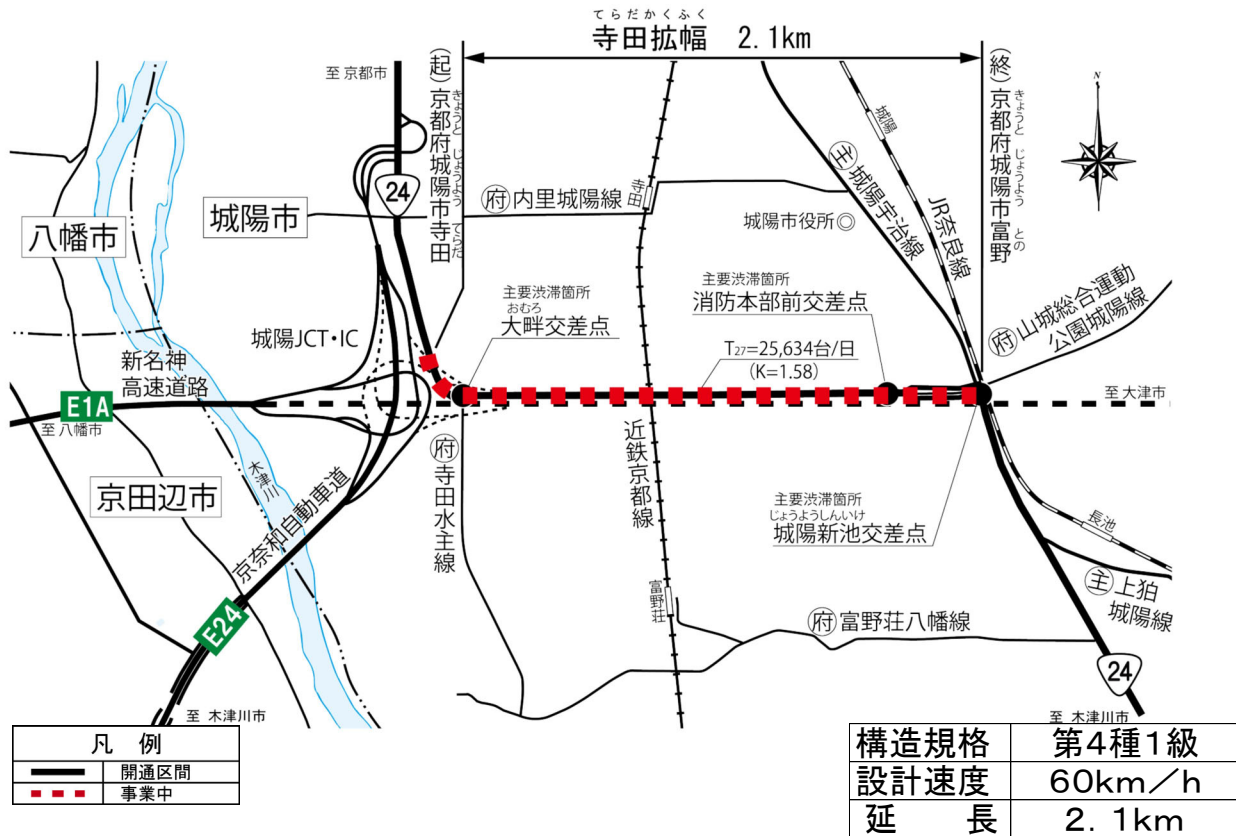 てらだかくふく
寺田拡幅 2.1km
至 京都市
(起)京都府城陽市寺田
きょうと じょうよう てらだ
(終)京都府城陽市富野
きょうと じょうよう との
N
城陽
24
㊤城陽宇治線
JR奈良線
府内里城陽線
寺田
城陽市
八幡市
城陽市役所◎
主要渋滞箇所
おむろ
大畔交差点
主要渋滞箇所
消防本部前交差点
府山城総合運動
公園城陽線
城陽JCT・IC
新名神
高速道路
T27=25,634台/日
(K=1.58)
E1A
至 八幡市
至 大津市
木津川
京田辺市
京奈和自動車道
府寺田水主線
近鉄京都線
主要渋滞箇所
じょうようしんいけ
城陽新池交差点
長池
主上狛
城陽線
富野荘
府富野荘八幡線
E24
24
至 木津川市
至 木津川市
凡 例
開通区間
事業中
構造規格 第4種1級
設計速度 60km/h
延 長 2.1km